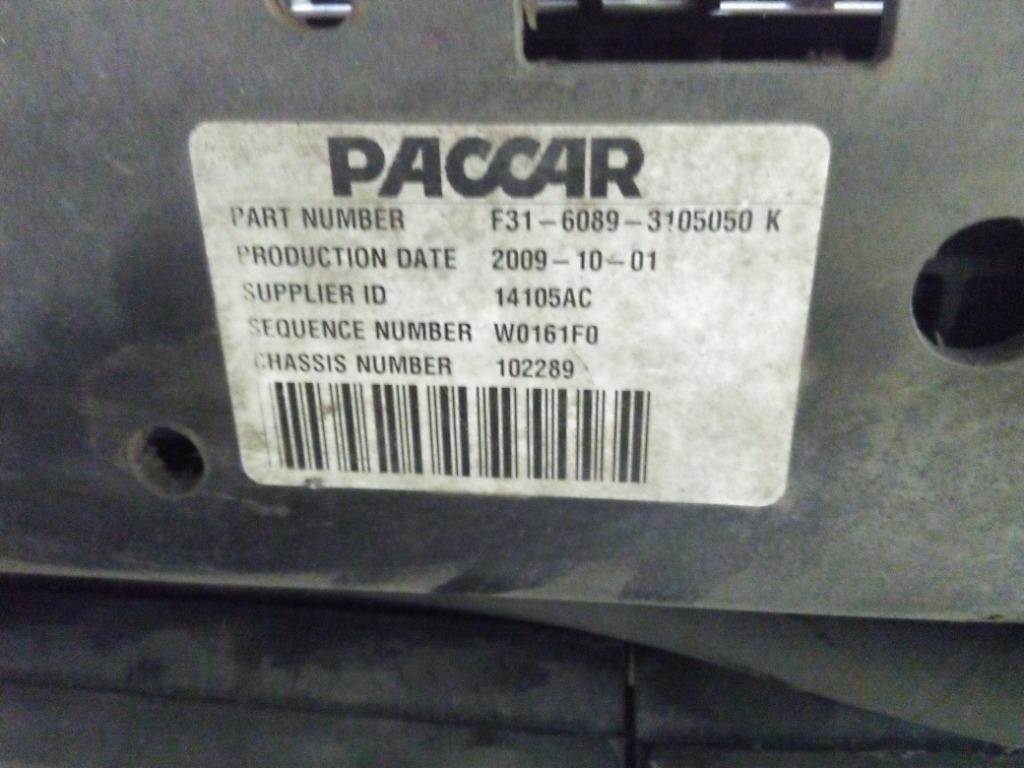 PACCAR
PART NUMBER F31-6089-3105050 K
PRODUCTION DATE 2009-10-01
SUPPLIER ID 14105AC
SEQUENCE NUMBER W0161F0
CHASSIS NUMBER 102289